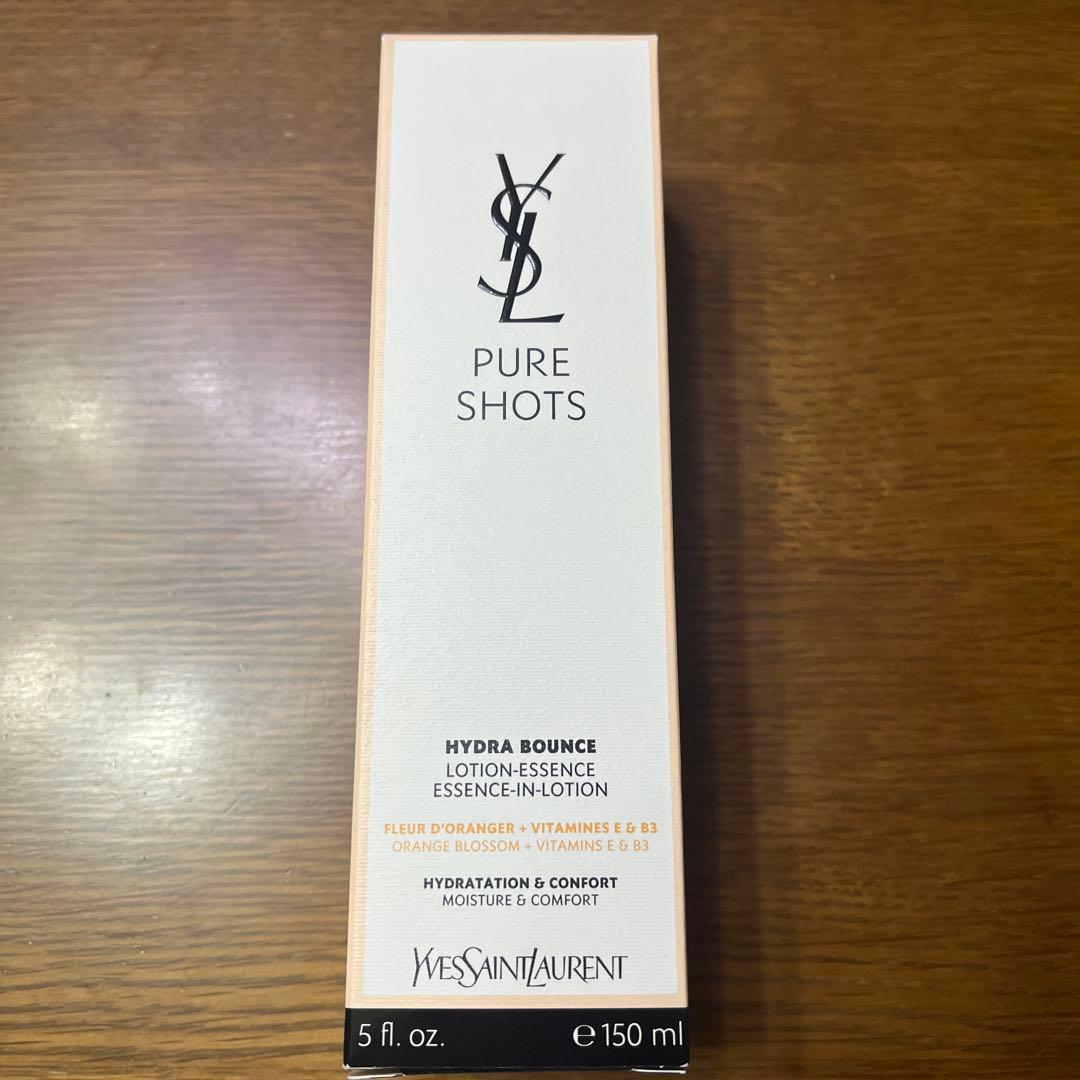 YSL
PURE
SHOTS
HYDRA BOUNCE
LOTION-ESSENCE
ESSENCE-IN-LOTION
FLEUR D'ORANGER + VITAMINES E & B3
ORANGE BLOSSOM + VITAMINS E & B3
HYDRATATION & CONFORT
MOISTURE & COMFORT
YVESSAINTLAURENT
5 fl. oz. ℮ 150 ml